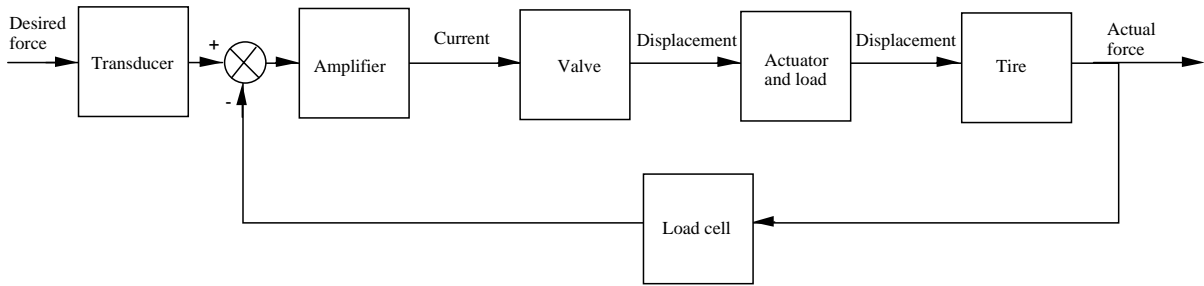 Desired
force
Transducer
+
-
Amplifier
Current
Valve
Displacement
Actuator
and load
Displacement
Tire
Actual
force
Load cell